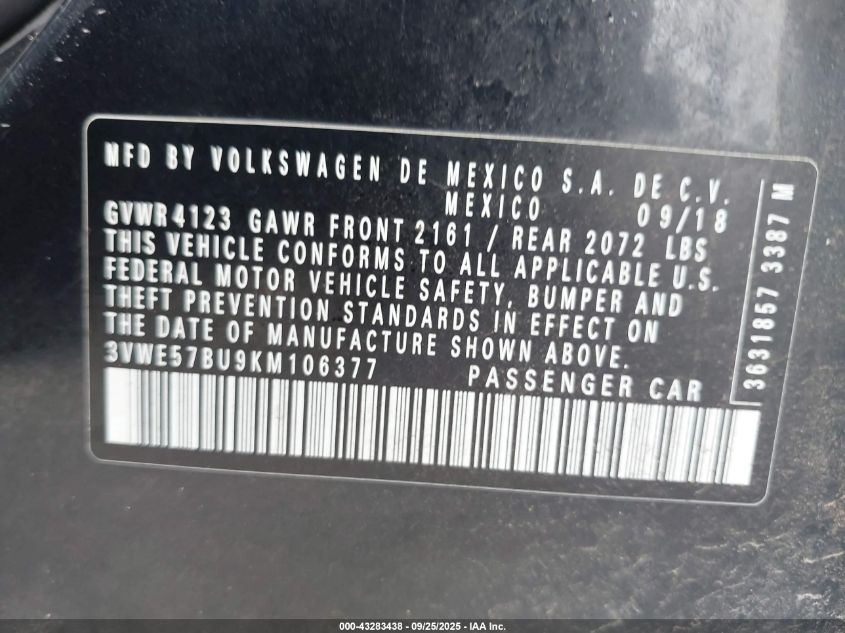 MFD BY VOLKSWAGEN DE MEXICO S.A. DE C.V.
MEXICO 09/18
GVWR4123 GAWR FRONT 2161 / REAR 2072 LBS
THIS VEHICLE CONFORMS TO ALL APPLICABLE U.S.
FEDERAL MOTOR VEHICLE SAFETY, BUMPER AND
THEFT PREVENTION STANDARDS IN EFFECT ON
THE DATE OF MANUFACTURE SHOWN ABOVE.
3VWE57BU9KM106377 PASSENGER CAR
3631857 3387 M
000-43283438 - 09/25/2025 - IAA Inc.